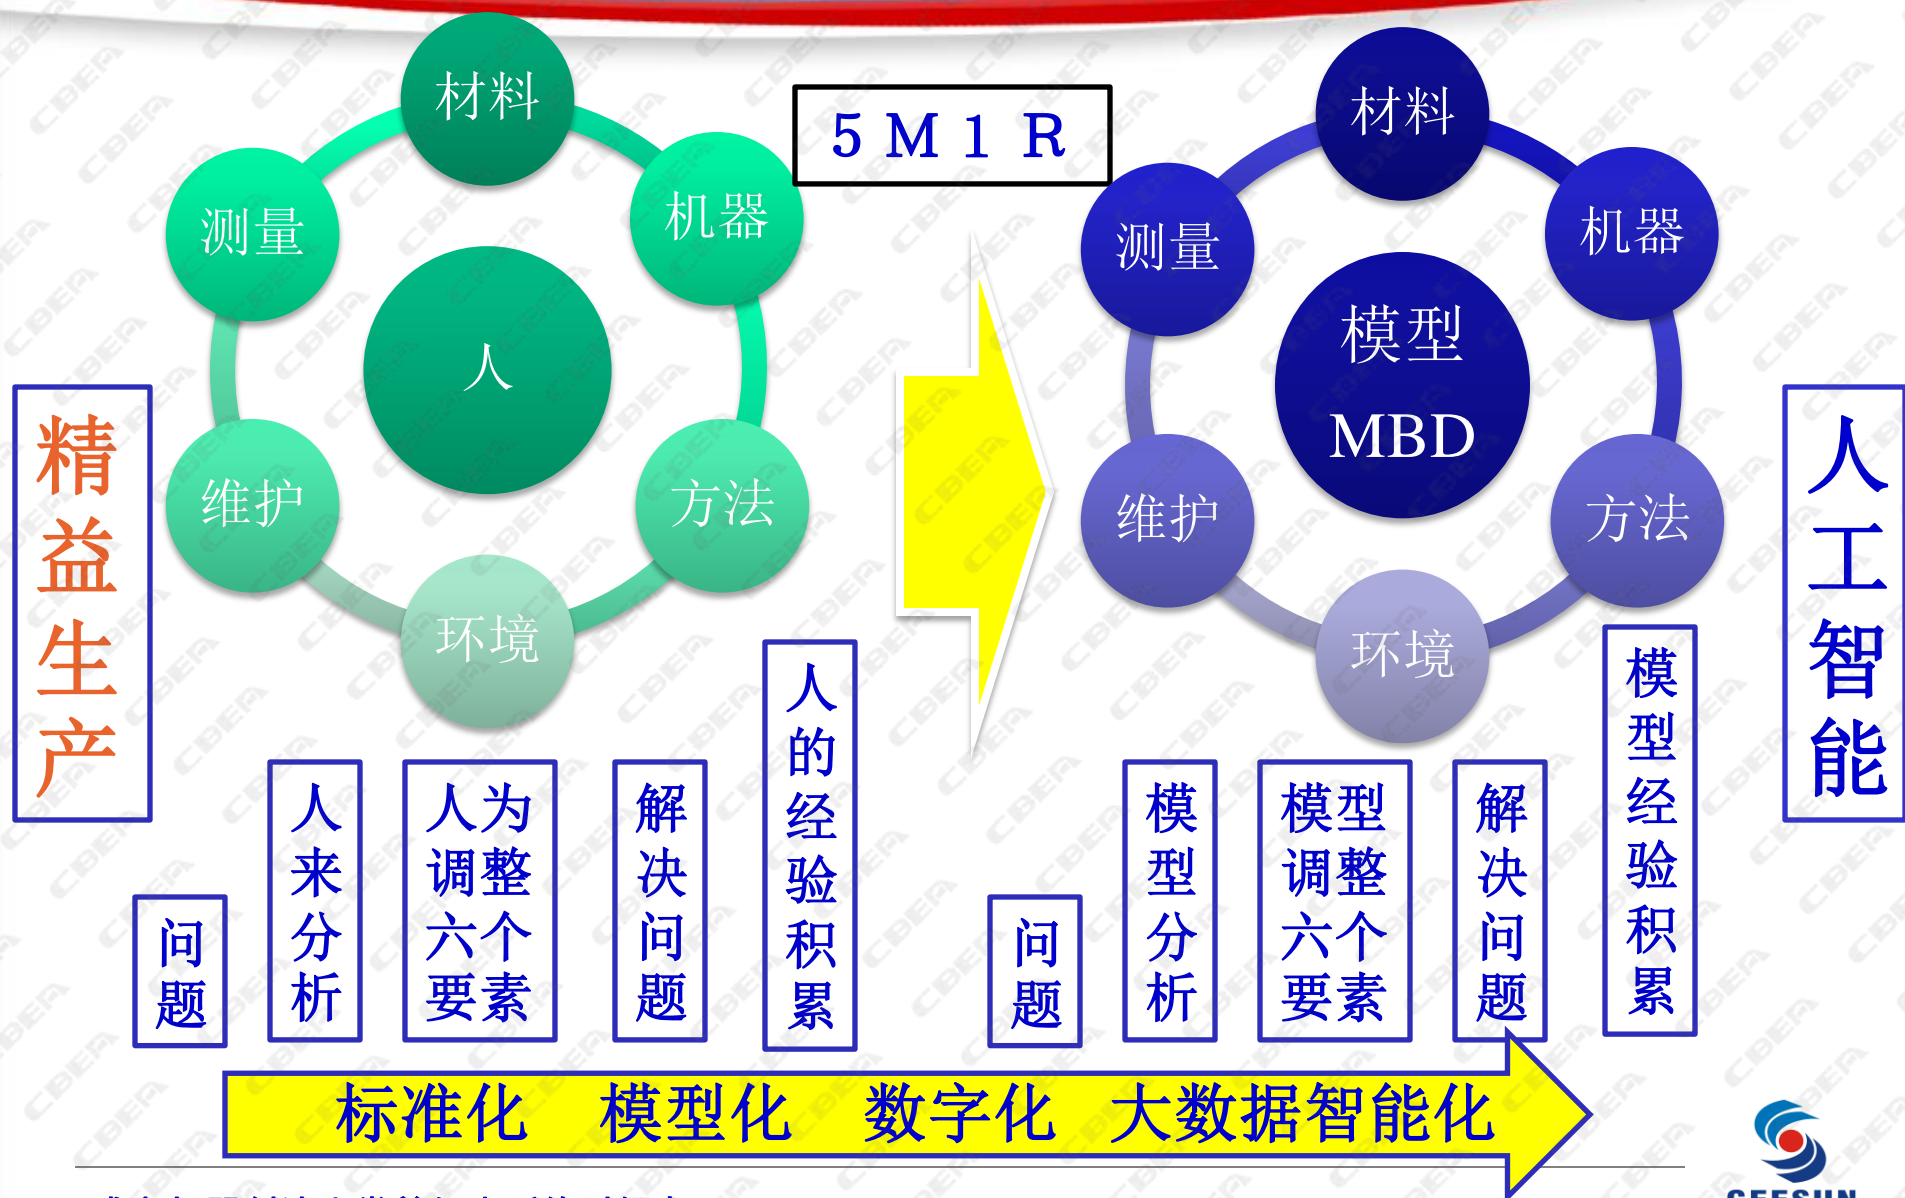 5M1R
材料
机器
方法
环境
维护
测量
人
材料
机器
方法
环境
维护
测量
模型
MBD
精益生产
人工智能
问题
人来分析
人为
调整
六个
要素
解决问题
人的经验积累
问题
模型分析
模型
调整
六个
要素
解决问题
模型经验积累
标准化 模型化 数字化 大数据智能化
CBEA